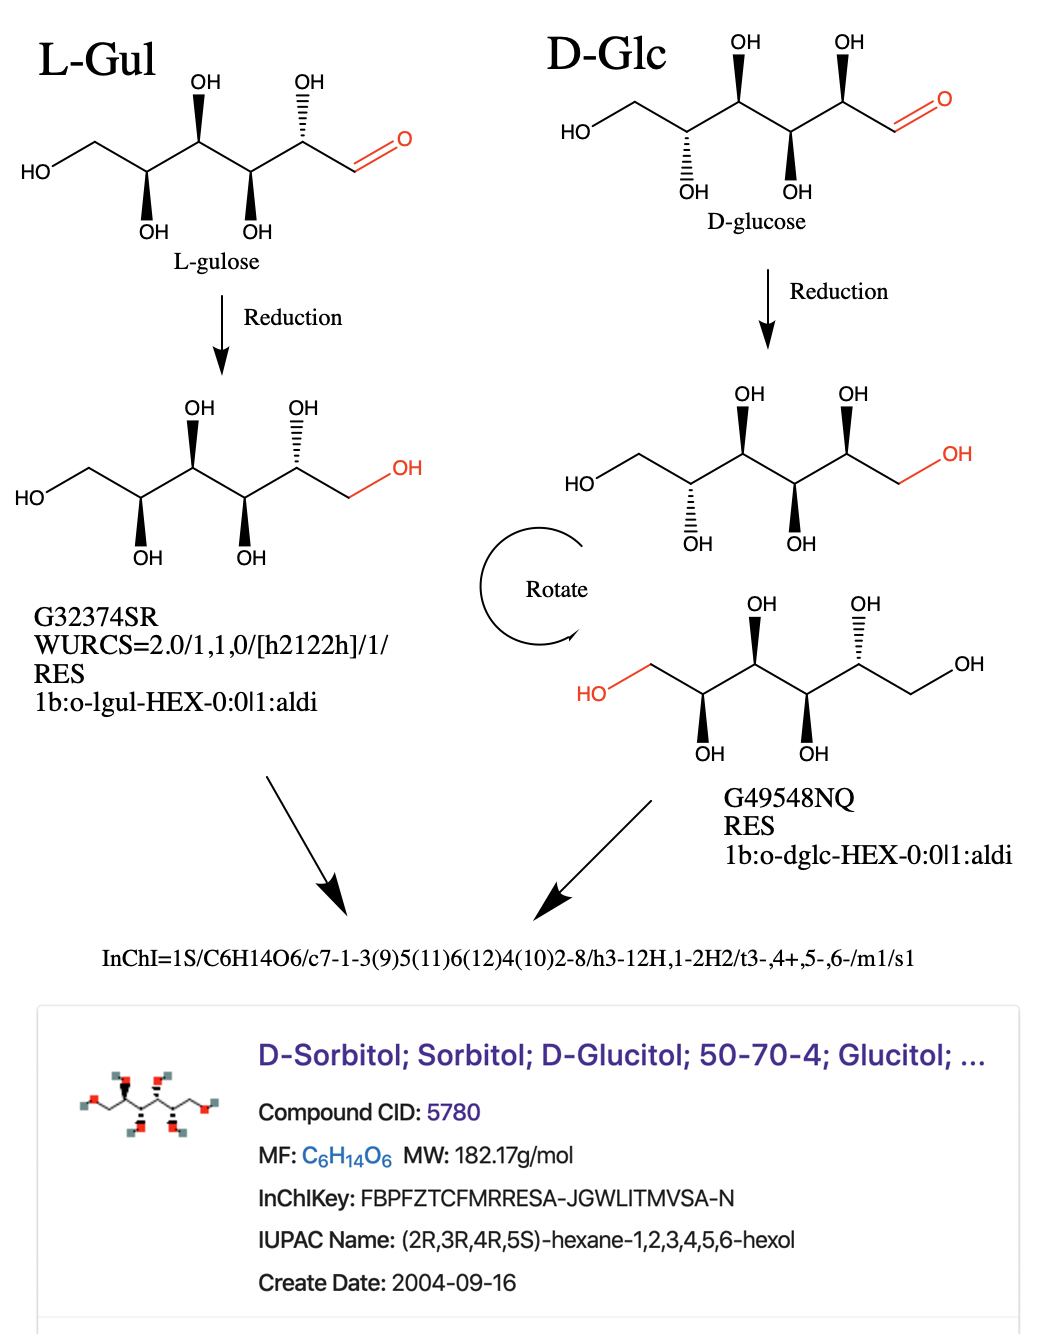 L-Gul
OH
OH
O
HO
OH
OH
L-gulose
Reduction
OH
OH
OH
HO
OH
OH
G32374SR
WURCS=2.0/1,1,0/[h2122h]/1/
RES
1b:o-lgul-HEX-0:0|1:aldi
D-Glc
OH
OH
O
HO
OH
OH
D-glucose
Reduction
OH
OH
OH
HO
OH
OH
Rotate
OH
OH
OH
HO
OH
OH
G49548NQ
RES
1b:o-dglc-HEX-0:0|1:aldi
InChI=1S/C6H14O6/c7-1-3(9)5(11)6(12)4(10)2-8/h3-12H,1-2H2/t3-,4+,5-,6-/m1/s1
D-Sorbitol; Sorbitol; D-Glucitol; 50-70-4; Glucitol; ...
Compound CID: 5780
MF: C₆H₁₄O₆ MW: 182.17g/mol
InChIKey: FBPFZTCFMRRESA-JGWLITMVSA-N
IUPAC Name: (2R,3R,4R,5S)-hexane-1,2,3,4,5,6-hexol
Create Date: 2004-09-16